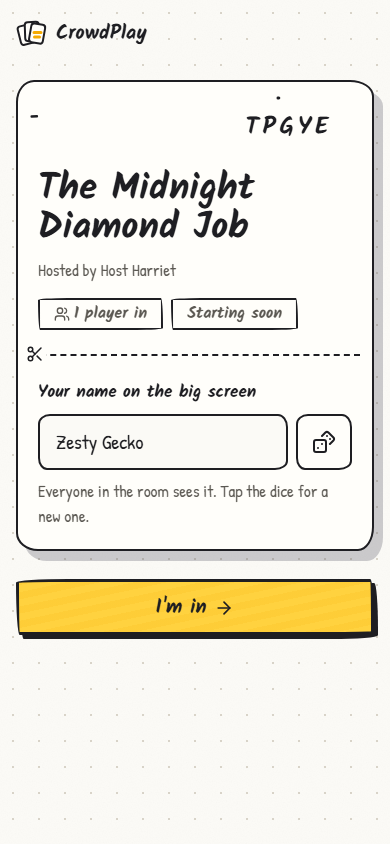 CrowdPlay
TPGYE
The Midnight
Diamond Job
Hosted by Host Harriet
1 player in
Starting soon
Your name on the big screen
Zesty Gecko
Everyone in the room sees it. Tap the dice for a
new one.
I'm in →